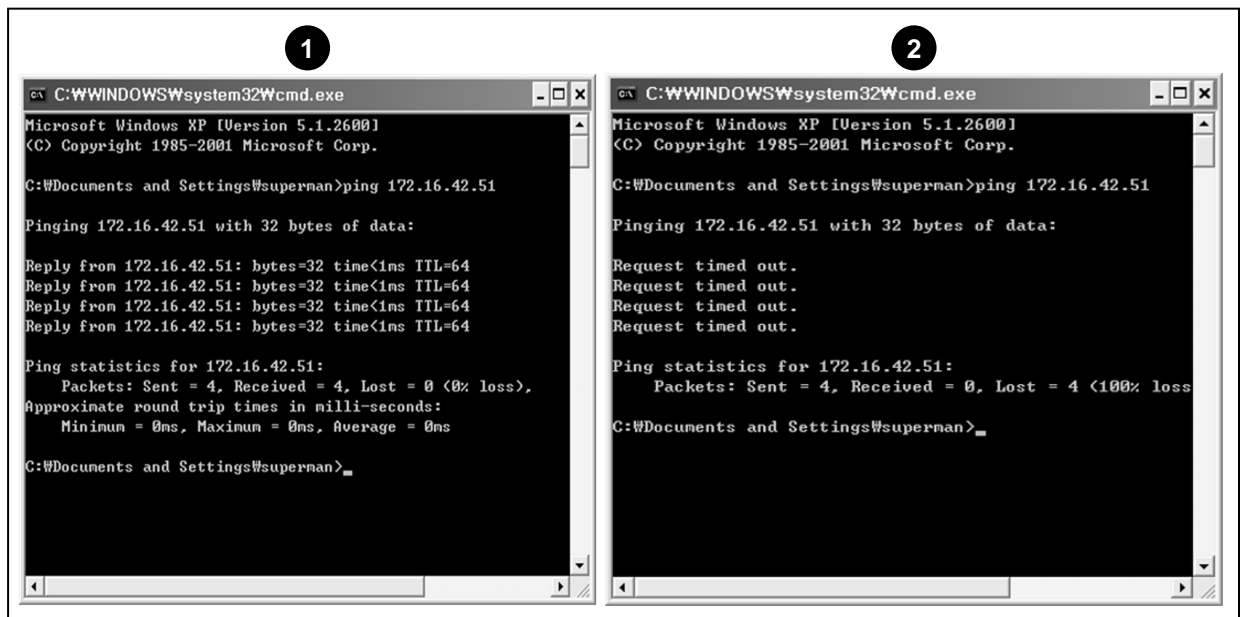 1
C:₩WINDOWS₩system32₩cmd.exe
Microsoft Windows XP [Version 5.1.2600]
(C) Copyright 1985-2001 Microsoft Corp.
C:₩Documents and Settings₩superman>ping 172.16.42.51
Pinging 172.16.42.51 with 32 bytes of data:
Reply from 172.16.42.51: bytes=32 time<1ms TTL=64
Reply from 172.16.42.51: bytes=32 time<1ms TTL=64
Reply from 172.16.42.51: bytes=32 time<1ms TTL=64
Reply from 172.16.42.51: bytes=32 time<1ms TTL=64
Ping statistics for 172.16.42.51:
Packets: Sent = 4, Received = 4, Lost = 0 (0% loss),
Approximate round trip times in milli-seconds:
Minimum = 0ms, Maximum = 0ms, Average = 0ms
C:₩Documents and Settings₩superman>_
2
C:₩WINDOWS₩system32₩cmd.exe
Microsoft Windows XP [Version 5.1.2600]
(C) Copyright 1985-2001 Microsoft Corp.
C:₩Documents and Settings₩superman>ping 172.16.42.51
Pinging 172.16.42.51 with 32 bytes of data:
Request timed out.
Request timed out.
Request timed out.
Request timed out.
Ping statistics for 172.16.42.51:
Packets: Sent = 4, Received = 0, Lost = 4 (100% loss
C:₩Documents and Settings₩superman>_